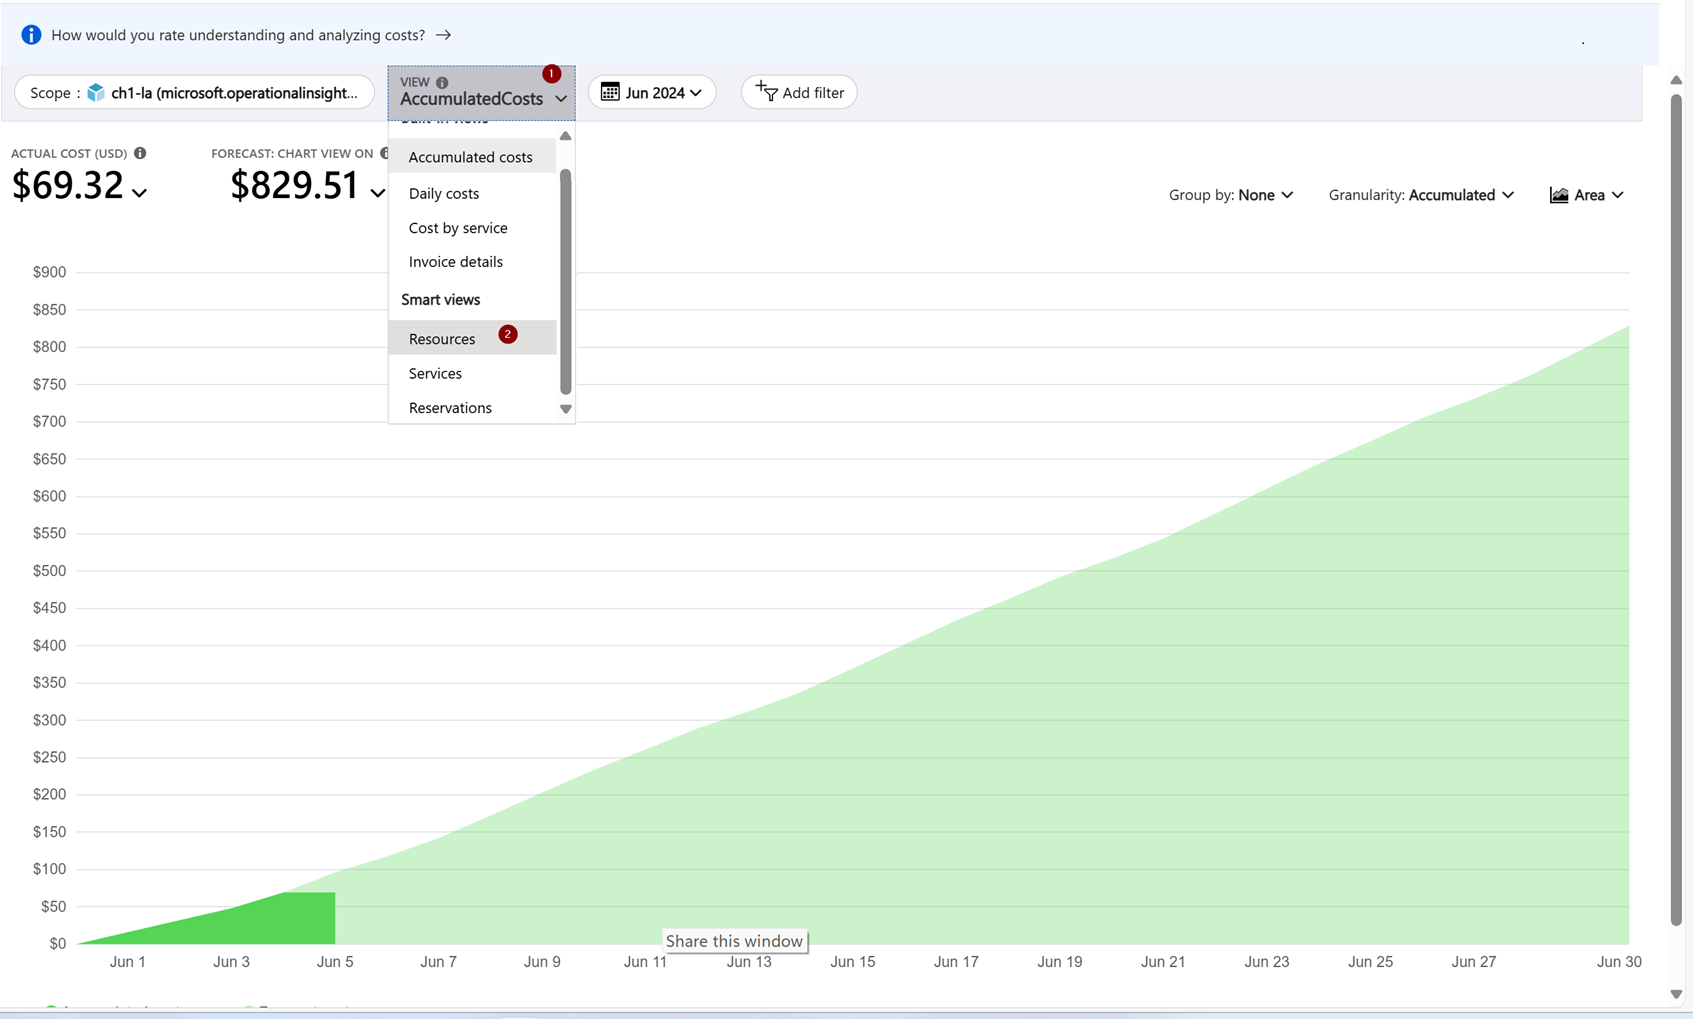 How would you rate understanding and analyzing costs? →
Scope : ch1-la (microsoft.operationalinsight...
VIEW
1
AccumulatedCosts
Jun 2024
Add filter
Accumulated costs
Daily costs
Cost by service
Invoice details
Smart views
Resources 2
Services
Reservations
ACTUAL COST (USD)
$69.32
FORECAST: CHART VIEW ON
$829.51
Group by: None
Granularity: Accumulated
Area
$900
$850
$800
$750
$700
$650
$600
$550
$500
$450
$400
$350
$300
$250
$200
$150
$100
$50
$0
Share this window
Jun 1 Jun 3 Jun 5 Jun 7 Jun 9 Jun 11 Jun 13 Jun 15 Jun 17 Jun 19 Jun 21 Jun 23 Jun 25 Jun 27 Jun 30